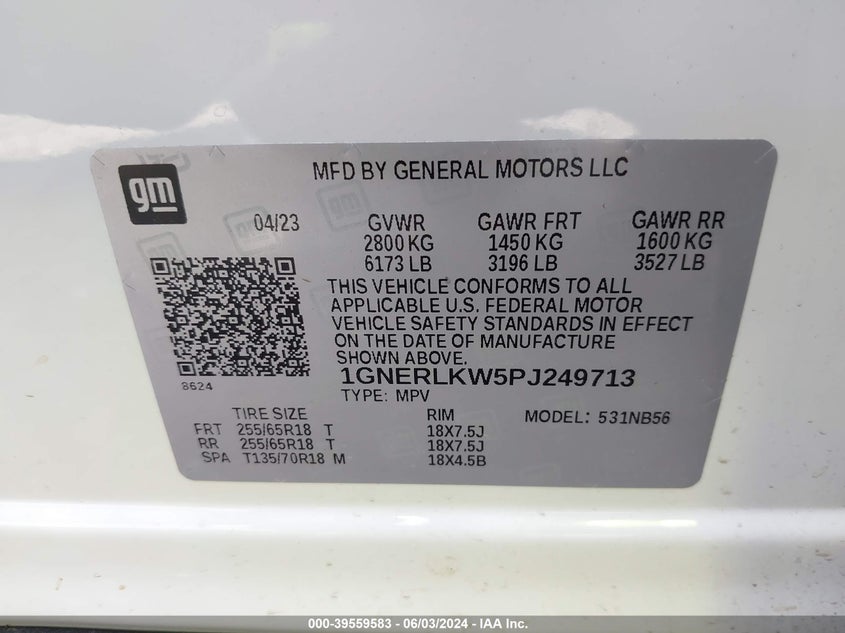 gm
MFD BY GENERAL MOTORS LLC
04/23 GVWR GAWR FRT GAWR RR
2800 KG 1450 KG 1600 KG
6173 LB 3196 LB 3527 LB
THIS VEHICLE CONFORMS TO ALL
APPLICABLE U.S. FEDERAL MOTOR
VEHICLE SAFETY STANDARDS IN EFFECT
ON THE DATE OF MANUFACTURE
SHOWN ABOVE.
8624
1GNERLKW5PJ249713
TYPE: MPV
TIRE SIZE RIM MODEL: 531NB56
FRT 255/65R18 T 18X7.5J
RR 255/65R18 T 18X7.5J
SPA T135/70R18 M 18X4.5B
000-39559583 - 06/03/2024 - IAA Inc.